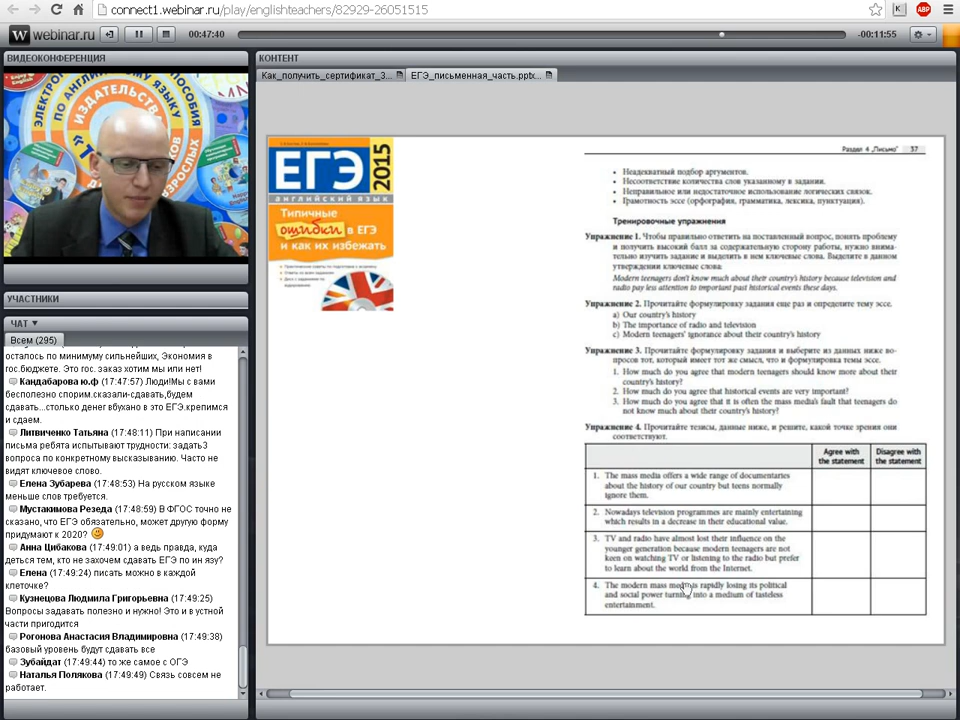 connect1.webinar.ru/play/englishteachers/82929-26051515
webinar.ru
00:47:40
-00:11:55
ВИДЕОКОНФЕРЕНЦИЯ
УЧАСТНИКИ
ЧАТ
Всем (295)
осталось по минимуму сильнейших, Экономия в
гос.бюджете. Это гос. заказ хотим мы или нет!
Кандабарова ю.ф (17:47:57) Люди!Мы с вами
бесполезно спорим.сказали-сдавать,будем
сдавать...столько денег вбухано в это ЕГЭ.крепимся
и сдаем.
Литвиченко Татьяна (17:48:11) При написании
письма ребята испытывают трудности: задать3
вопроса по конкретному высказыванию. Часто не
видят ключевое слово.
Елена Зубарева (17:48:53) На русском языке
меньше слов требуется.
Мустакимова Резеда (17:48:59) В ФГОС точно не
сказано, что ЕГЭ обязательно, может другую форму
придумают к 2020?
Анна Цибакова (17:49:01) а ведь правда, куда
деться тем, кто не захочем сдавать ЕГЭ по ин язу?
Елена (17:49:24) писать можно в каждой
клеточке?
Кузнецова Людмила Григорьевна (17:49:25)
Вопросы задавать полезно и нужно! Это и в устной
части пригодится
Рогонова Анастасия Владимировна (17:49:38)
базовый уровень будут сдавать все
Зубайдат (17:49:44) то же самое с ОГЭ
Наталья Полякова (17:49:49) Связь совсем не
работает.
КОНТЕНТ
Как_получить_сертификат_3...
ЕГЭ_письменная_часть.pptx...
ЕГЭ 2015
АНГЛИЙСКИЙ ЯЗЫК
Типичные
ошибки в ЕГЭ
и как их избежать
Раздел 4 „Письмо" 37
• Неадекватный подбор аргументов.
• Несоответствие количества слов указанному в задании.
• Неправильное или недостаточное использование логических связок.
• Грамотность эссе (орфография, грамматика, лексика, пунктуация).
Тренировочные упражнения
Упражнение 1. Чтобы правильно ответить на поставленный вопрос, понять проблему
и получить высокий балл за содержательную сторону работы, нужно внима-
тельно изучить задание и выделить в нем ключевые слова. Выделите в данном
утверждении ключевые слова:
Modern teenagers don't know much about their country's history because television and
radio pay less attention to important past historical events these days.
Упражнение 2. Прочитайте формулировку задания еще раз и определите тему эссе.
a) Our country's history
b) The importance of radio and television
c) Modern teenagers' ignorance about their country's history
Упражнение 3. Прочитайте формулировку задания и выберите из данных ниже во-
просов тот, который имеет тот же смысл, что и формулировка темы эссе.
1. How much do you agree that modern teenagers should know more about their
country's history?
2. How much do you agree that historical events are very important?
3. How much do you agree that it is often the mass media's fault that teenagers do
not know much about their country's history?
Упражнение 4. Прочитайте тезисы, данные ниже, и решите, какой точке зрения они
соответствуют.
Agree with the statement
Disagree with the statement
1. The mass media offers a wide range of documentaries
about the history of our country but teens normally
ignore them.
2. Nowadays television programmes are mainly entertaining
which results in a decrease in their educational value.
3. TV and radio have almost lost their influence on the
younger generation because modern teenagers are not
keen on watching TV or listening to the radio but prefer
to learn about the world from the Internet.
4. The modern mass media is rapidly losing its political
and social power turning into a medium of tasteless
entertainment.